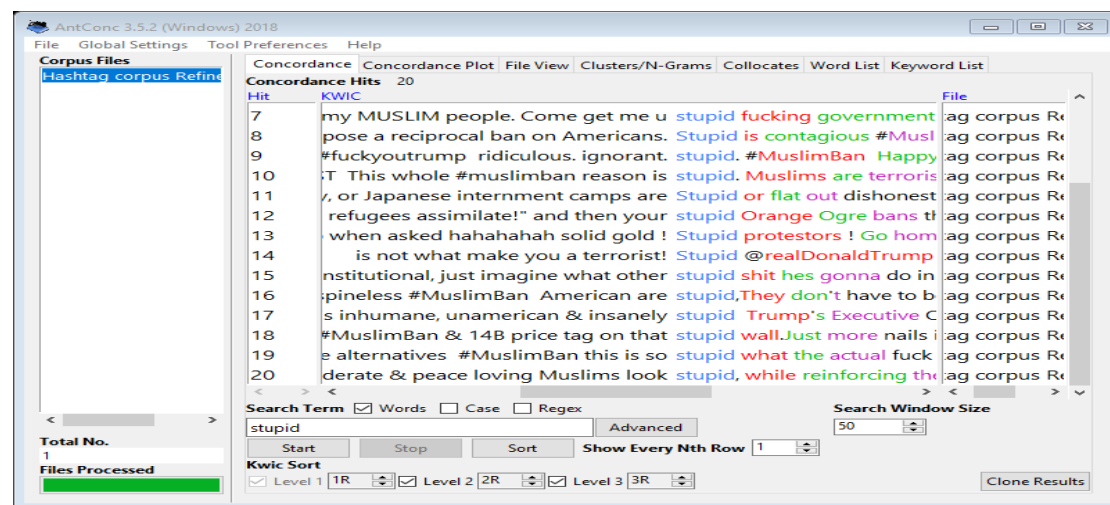 AntConc 3.5.2 (Windows) 2018
File Global Settings Tool Preferences Help
Corpus Files
Hashtag corpus Refine
Concordance Concordance Plot File View Clusters/N-Grams Collocates Word List Keyword List
Concordance Hits 20
Hit KWIC File
7 my MUSLIM people. Come get me u stupid fucking government tag corpus Re
8 pose a reciprocal ban on Americans. Stupid is contagious #Musl tag corpus Re
9 #fuckyoutrump ridiculous. ignorant. stupid. #MuslimBan Happy tag corpus Re
10 ST This whole #muslimban reason is stupid. Muslims are terroris tag corpus Re
11 y, or Japanese internment camps are Stupid or flat out dishonest tag corpus Re
12 refugees assimilate!" and then your stupid Orange Ogre bans th tag corpus Re
13 when asked hahahahah solid gold ! Stupid protestors ! Go hom tag corpus Re
14 is not what make you a terrorist! Stupid @realDonaldTrump tag corpus Re
15 nstitutional, just imagine what other stupid shit hes gonna do in tag corpus Re
16 spineless #MuslimBan American are stupid,They don't have to b tag corpus Re
17 s inhumane, unamerican & insanely stupid Trump's Executive O tag corpus Re
18 #MuslimBan & 14B price tag on that stupid wall.Just more nails i tag corpus Re
19 e alternatives #MuslimBan this is so stupid what the actual fuck tag corpus Re
20 derate & peace loving Muslims look stupid, while reinforcing the tag corpus Re
Search Term Words Case Regex Search Window Size
stupid Advanced 50
Total No.
1
Start Stop Sort Show Every Nth Row 1
Files Processed
Kwic Sort
Level 1 1R Level 2 2R Level 3 3R Clone Results